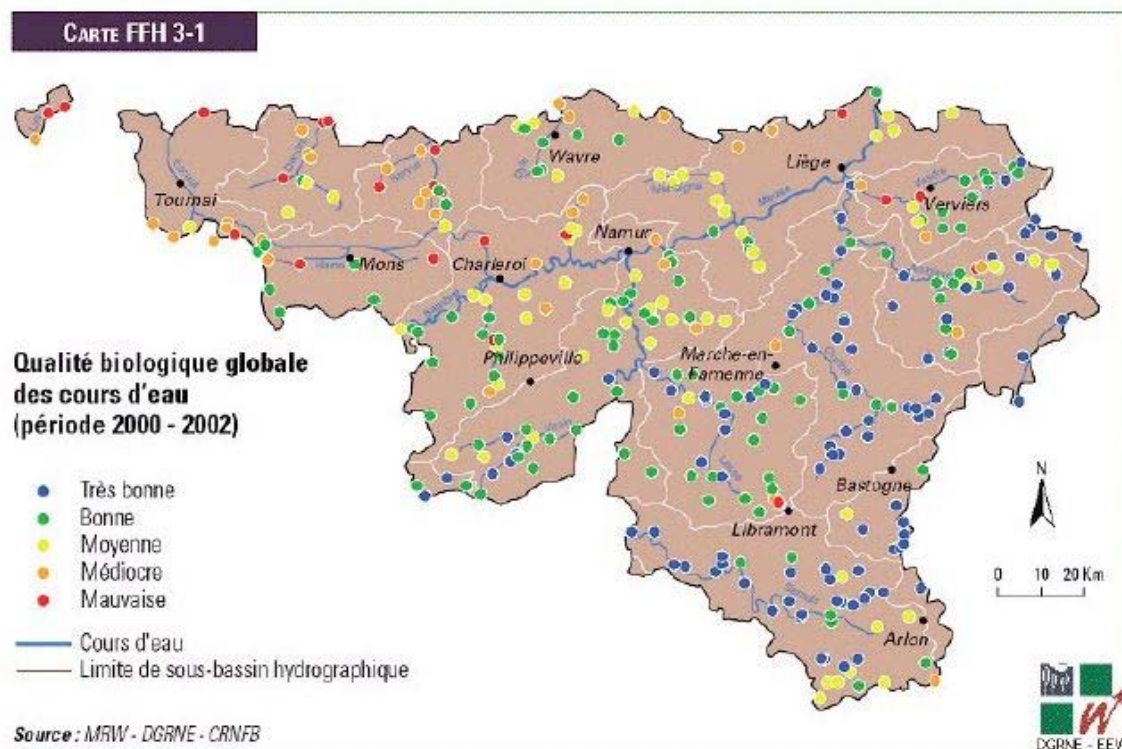 CARTE FFH 3-1
Wavre
Liège
Tournai
Verviers
Namur
Mons
Charleroi
Meuse
Vesdre
Philippeville
Marche-en-
Famenne
Bastogne
Libramont
Arlon
Qualité biologique globale
des cours d'eau
(période 2000 - 2002)
Très bonne
Bonne
Moyenne
Médiocre
Mauvaise
Cours d'eau
Limite de sous-bassin hydrographique
N
0 10 20 Km
Source : MRW - DGRNE - CRNFB
DGRNE - EEW